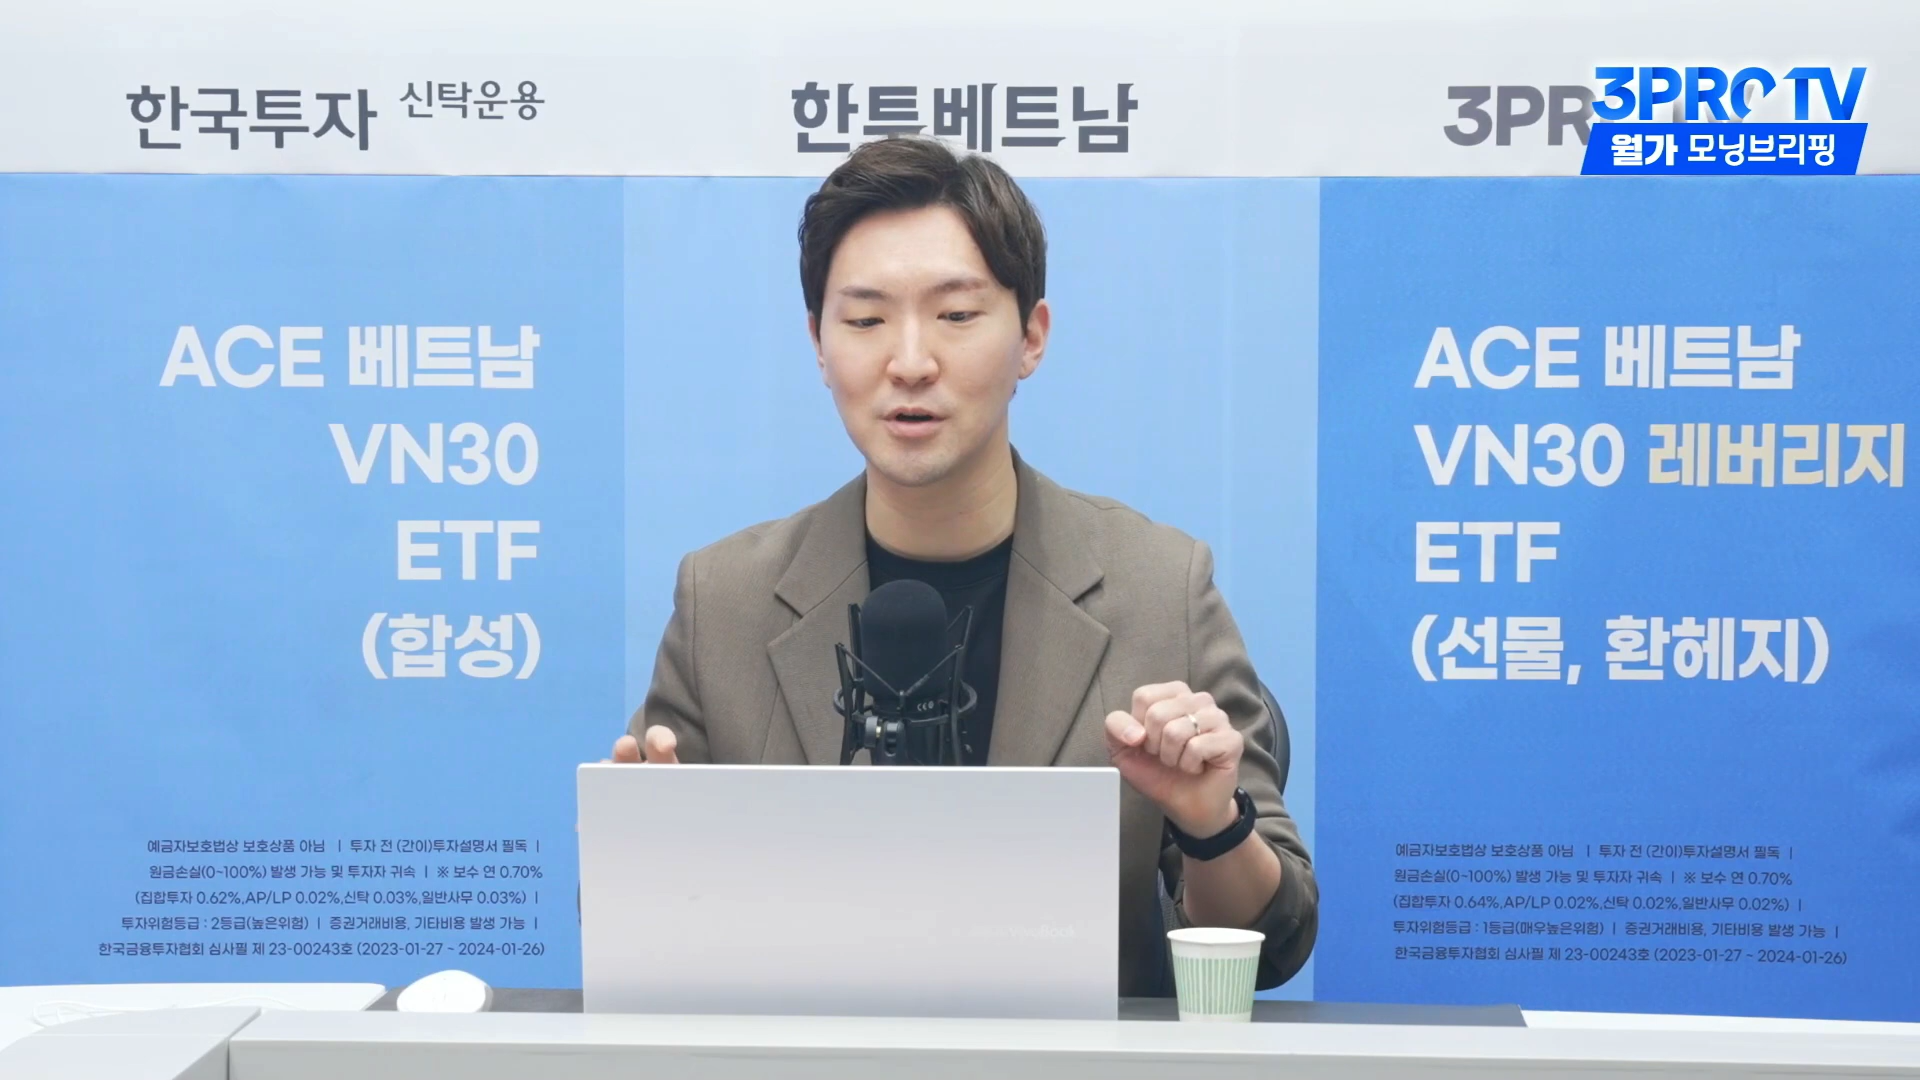 한국투자 신탁운용
한투베트남
3PR
3PROTV
월가 모닝브리핑
ACE 베트남
VN30
ETF
(합성)
예금자보호법상 보호상품 아님 | 투자 전 (간이)투자설명서 필독 |
원금손실(0~100%) 발생 가능 및 투자자 귀속 | ※ 보수 연 0.70%
(집합투자 0.62%,AP/LP 0.02%,신탁 0.03%,일반사무 0.03%) |
투자위험등급 : 2등급(높은위험) | 증권거래비용, 기타비용 발생 가능 |
한국금융투자협회 심사필 제 23-00243호 (2023-01-27 ~ 2024-01-26)
ACE 베트남
VN30 레버리지
ETF
(선물, 환헤지)
예금자보호법상 보호상품 아님 | 투자 전 (간이)투자설명서 필독 |
원금손실(0~100%) 발생 가능 및 투자자 귀속 | ※ 보수 연 0.70%
(집합투자 0.64%,AP/LP 0.02%,신탁 0.02%,일반사무 0.02%) |
투자위험등급 : 1등급(매우높은위험) | 증권거래비용, 기타비용 발생 가능 |
한국금융투자협회 심사필 제 23-00243호 (2023-01-27 ~ 2024-01-26)
CE
VivoBook